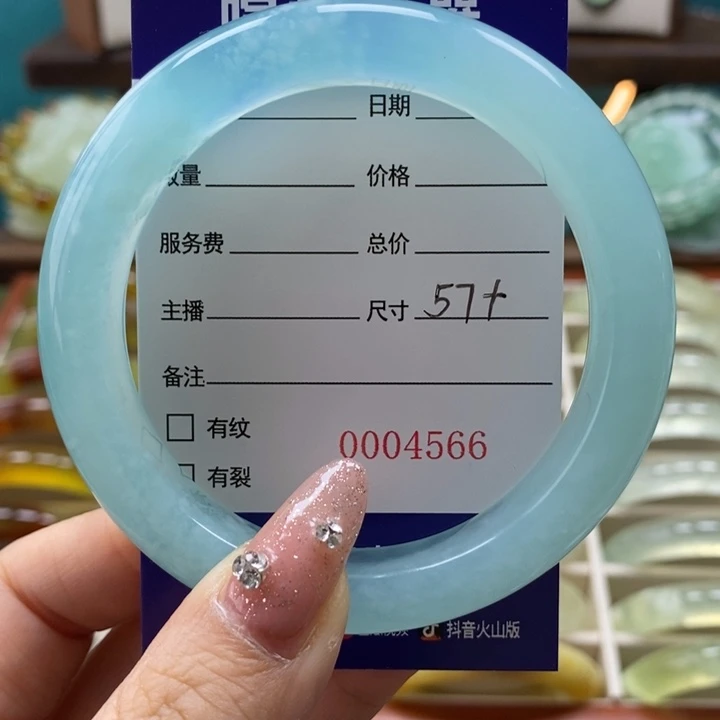 日期
量
价格
服务费
总价
主播
尺寸 57+
备注
有纹
0004566
有裂
抖音火山版